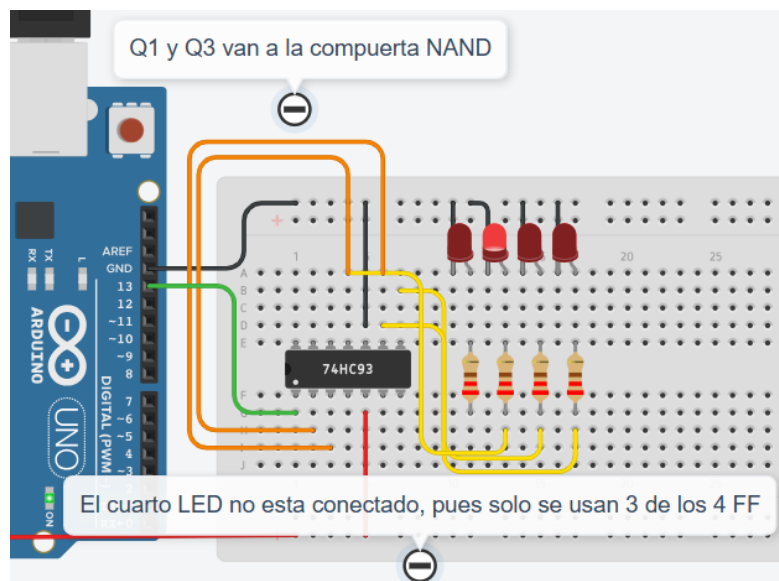 Q1 y Q3 van a la compuerta NAND
AREF
GND
13
12
~11
~10
~9
8
7
~6
~5
4
~3
RX
TX
L
ARDUINO
UNO
DIGITAL (PWM
ON
1
20
25
A
B
C
D
E
F
G
H
I
J
74HC93
El cuarto LED no esta conectado, pues solo se usan 3 de los 4 FF